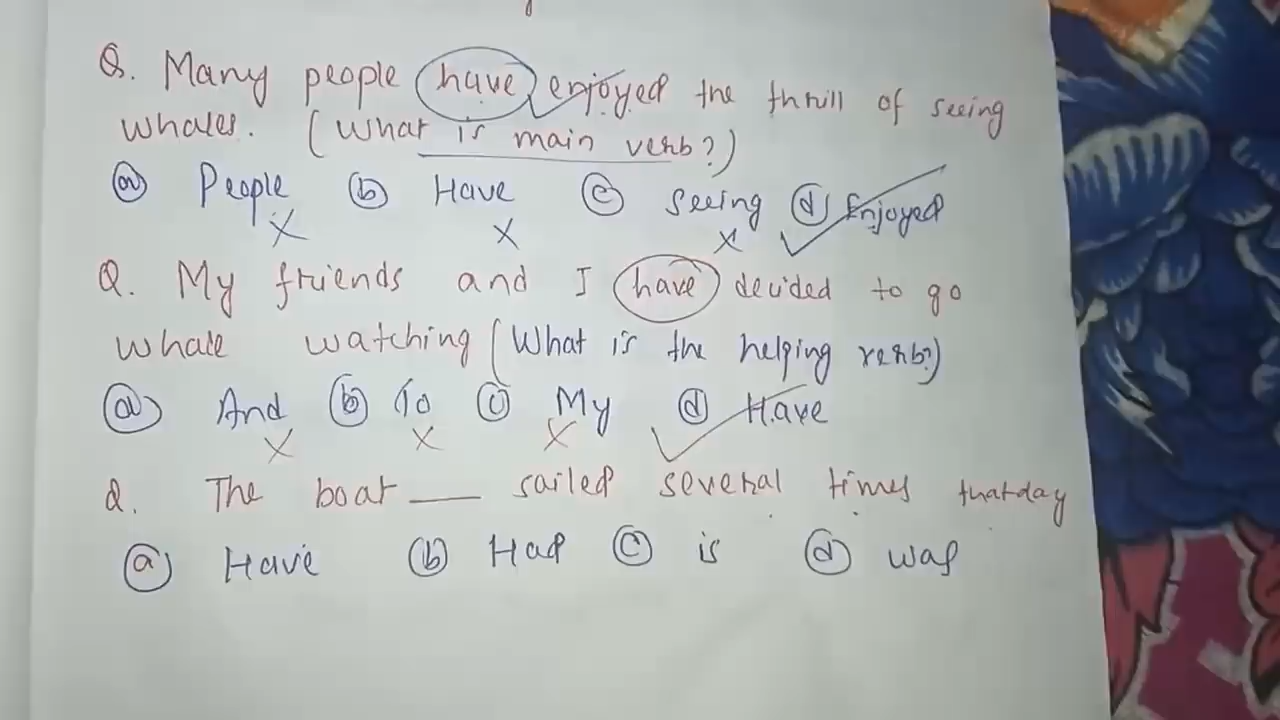 Q. Many people have enjoyed the thrill of seeing
whales. (What is main verb?)
(a) People (b) Have (c) Seeing (d) Enjoyed
Q. My friends and I have decided to go
whale watching (What is the helping verb?)
(a) And (b) To (c) My (d) Have
Q. The boat ___ sailed several times that day
(a) Have (b) Had (c) is (d) was